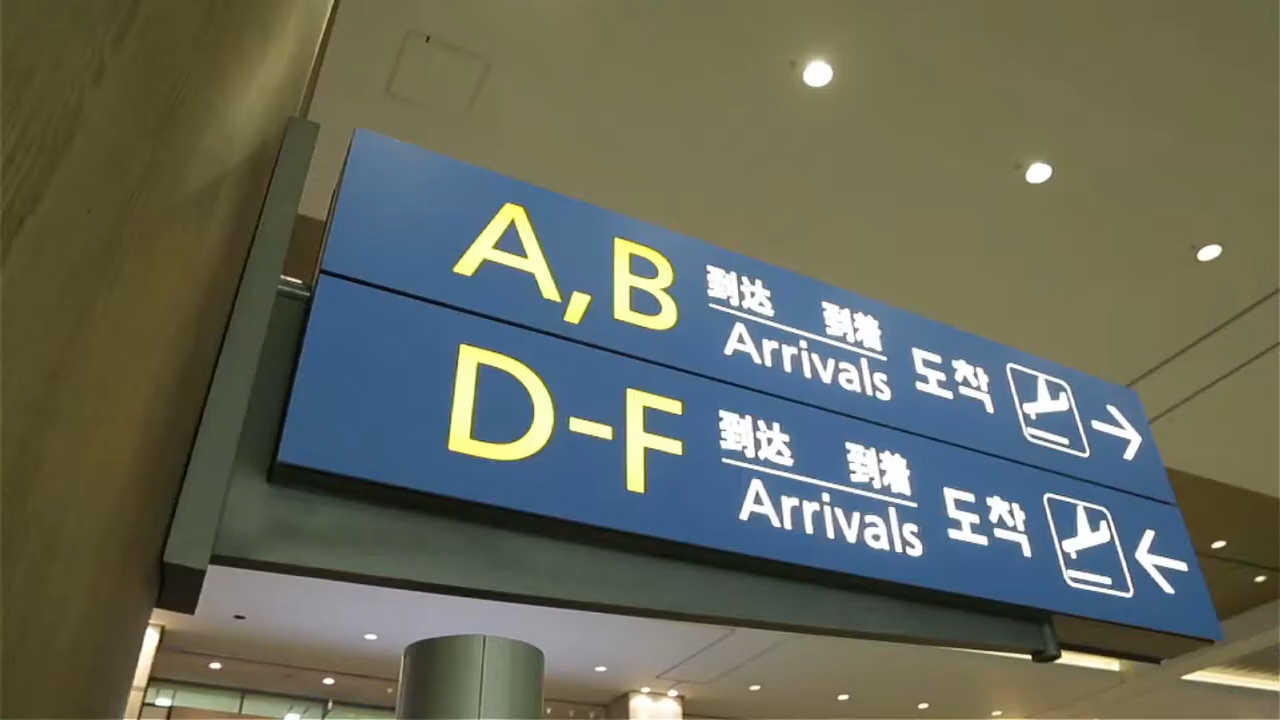 A,B 到达 到着 도착 →
Arrivals
D-F 到达 到着 도착 ←
Arrivals